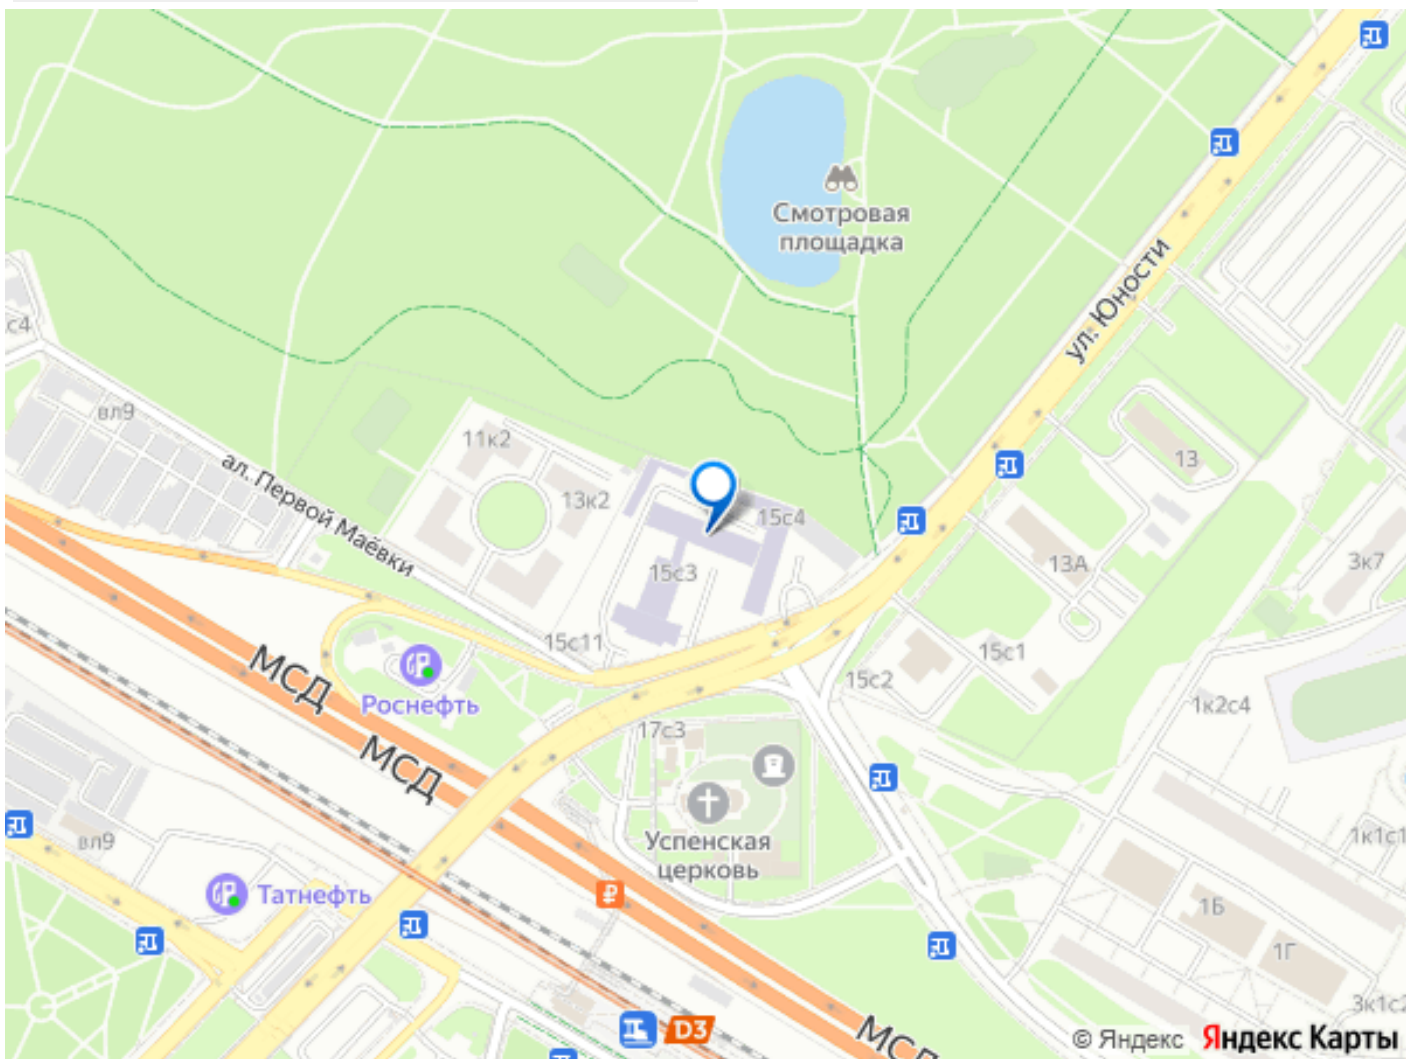 Смотровая
площадка
ул. Юности
с4
вл9
ал. Первой Маёвки
11к2
13к2
15с4
15с3
15с11
13
13А
3к7
15с1
15с2
1к2с4
МСД
Роснефть
МСД
17с3
Успенская
церковь
вл9
Татнефть
₽
1к1с1
1Б
1Г
3к1с2
D3
МСД
© Яндекс Яндекс Карты